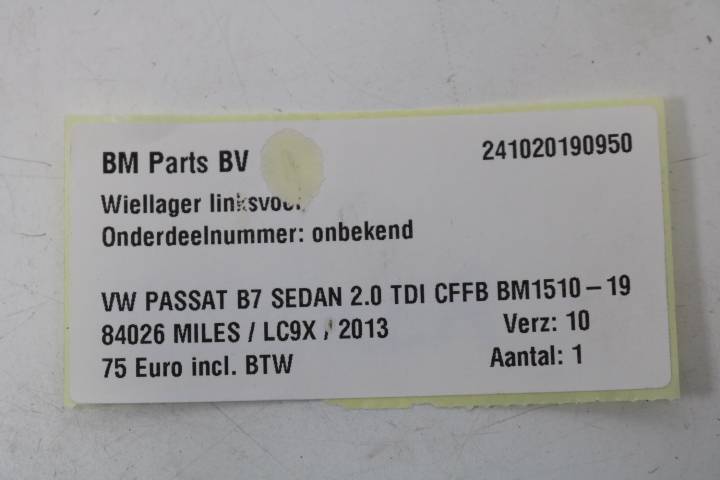 BM Parts BV 241020190950
Wiellager linksvoor
Onderdeelnummer: onbekend
VW PASSAT B7 SEDAN 2.0 TDI CFFB BM1510-19
84026 MILES / LC9X / 2013 Verz: 10
75 Euro incl. BTW Aantal: 1